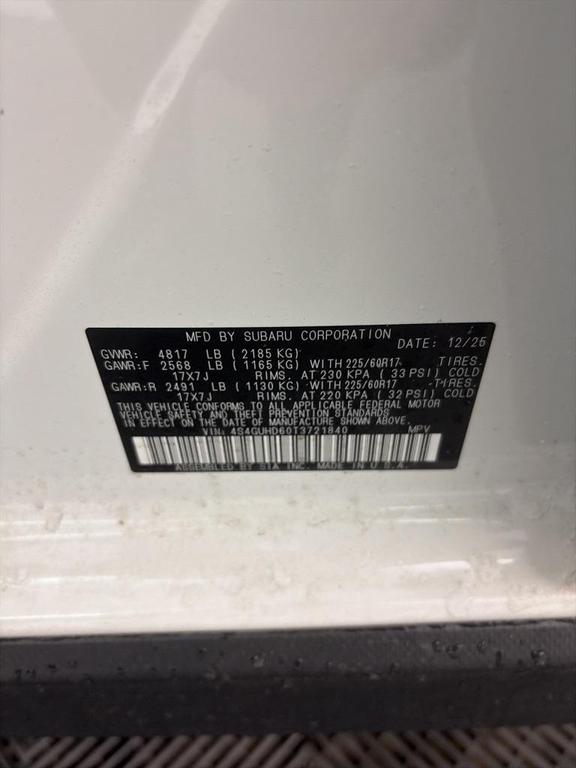 MFD BY SUBARU CORPORATION DATE: 12/25
GVWR: 4817 LB (2185 KG)
GAWR:F 2568 LB (1165 KG) WITH 225/60R17 TIRES.
17X7J RIMS. AT 230 KPA (33 PSI) COLD
GAWR:R 2491 LB (1130 KG) WITH 225/60R17 TIRES.
17X7J RIMS. AT 220 KPA (32 PSI) COLD
THIS VEHICLE CONFORMS TO ALL APPLICABLE FEDERAL MOTOR
VEHICLE SAFETY AND THEFT PREVENTION STANDARDS
IN EFFECT ON THE DATE OF MANUFACTURE SHOWN ABOVE.
VIN: 4S4GUHD60T3721840 MPV
ASSEMBLED BY SIA INC. MADE IN U.S.A.